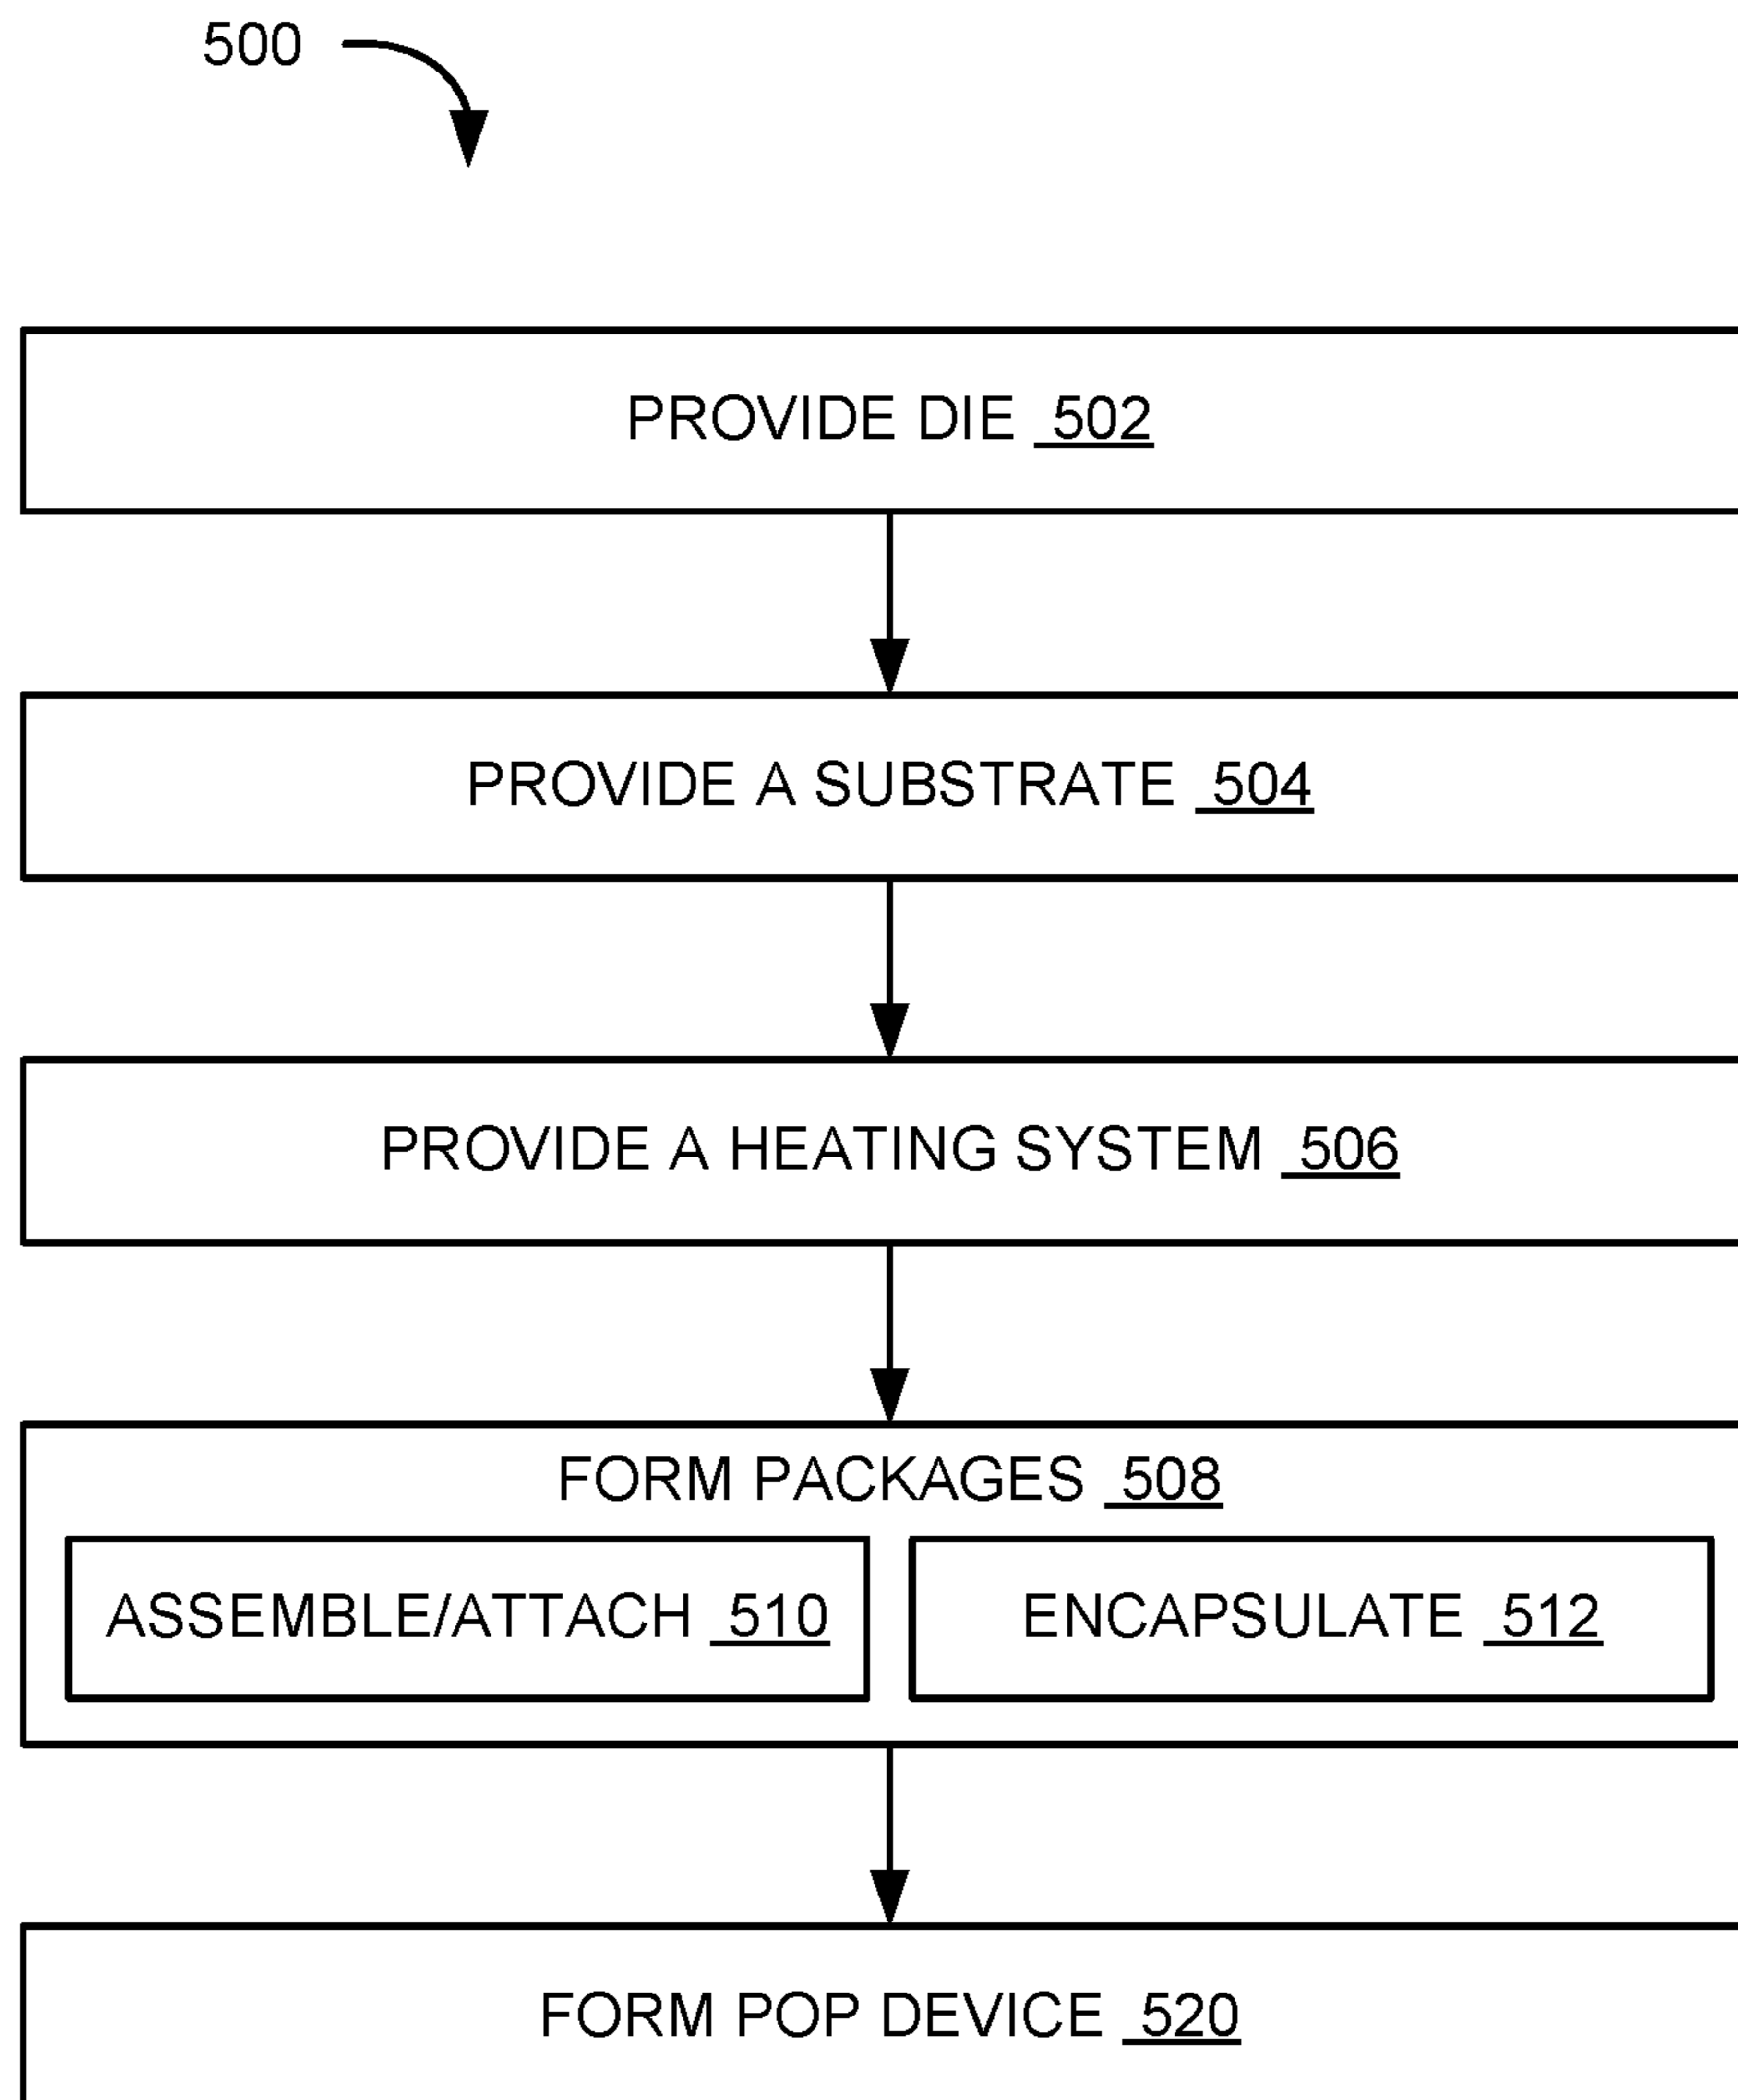 500
PROVIDE DIE 502
PROVIDE A SUBSTRATE 504
PROVIDE A HEATING SYSTEM 506
FORM PACKAGES 508
ASSEMBLE/ATTACH 510
ENCAPSULATE 512
FORM POP DEVICE 520